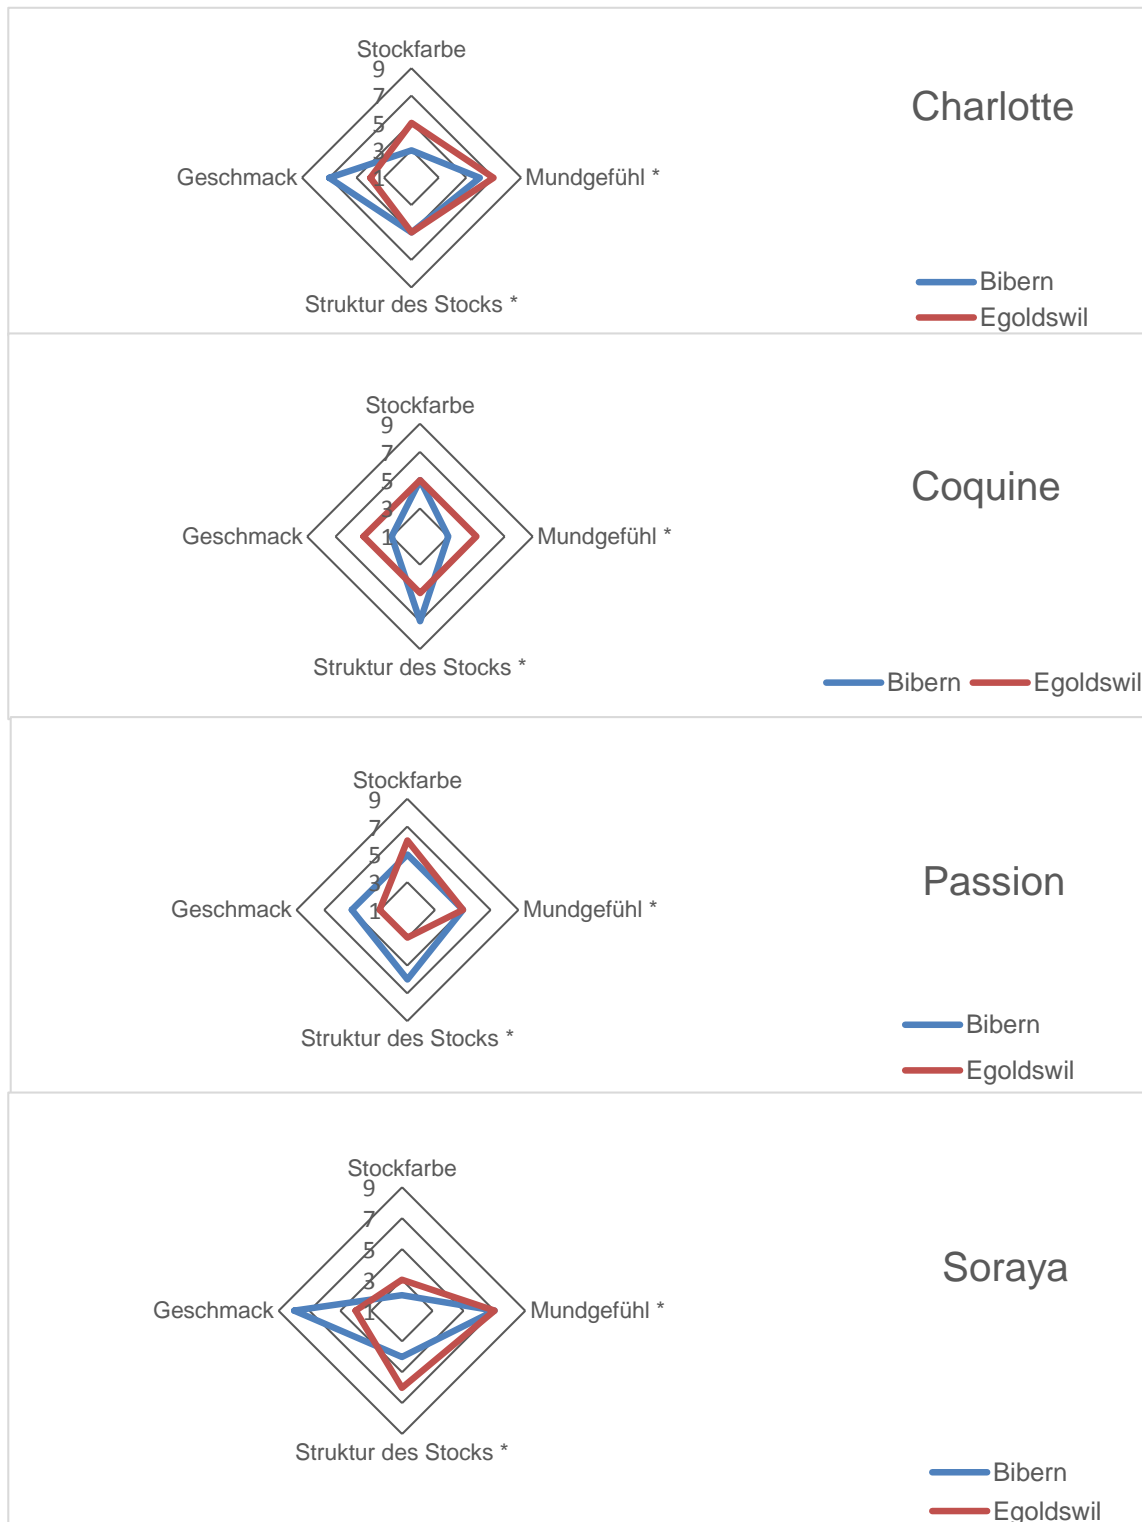 Stockfarbe
9
7
5
3
1
Charlotte
Geschmack
Mundgefühl *
Struktur des Stocks *
Bibern
Egoldswil
Stockfarbe
9
7
5
3
1
Coquine
Geschmack
Mundgefühl *
Struktur des Stocks *
Bibern Egoldswil
Stockfarbe
9
7
5
3
1
Passion
Geschmack
Mundgefühl *
Struktur des Stocks *
Bibern
Egoldswil
Stockfarbe
9
7
5
3
1
Soraya
Geschmack
Mundgefühl *
Struktur des Stocks *
Bibern
Egoldswil